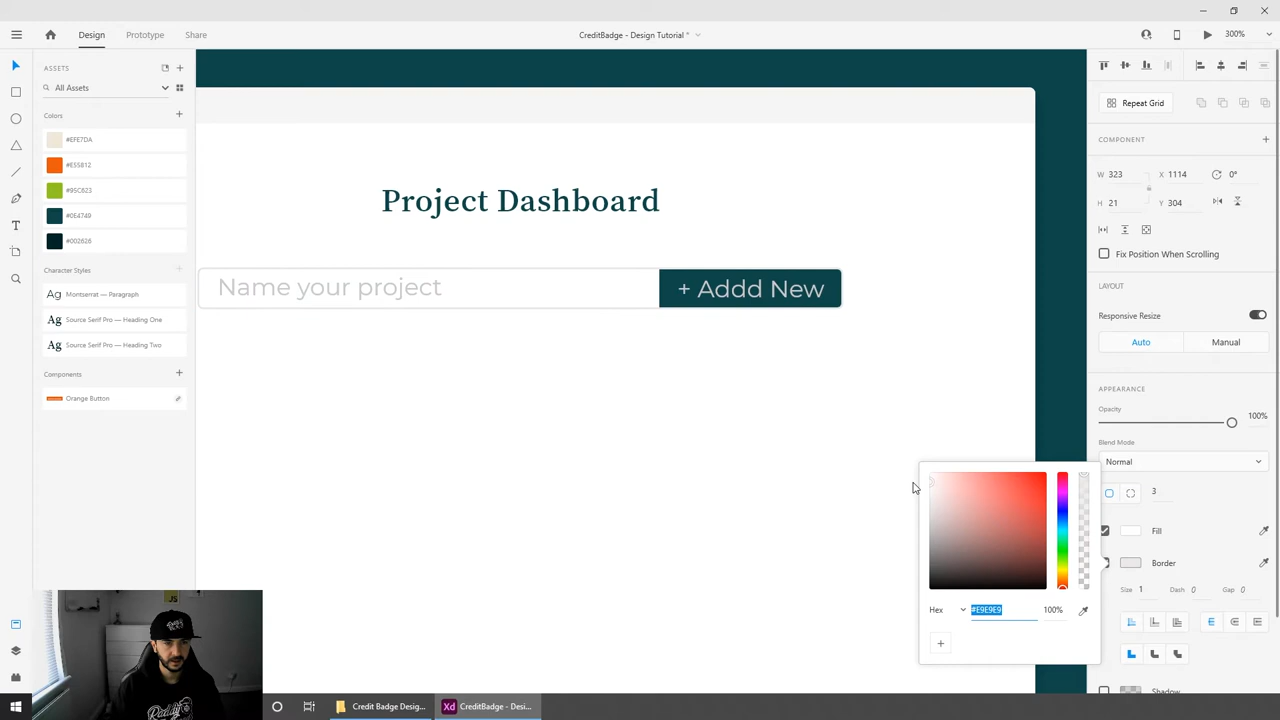 Design Prototype Share CreditBadge - Design Tutorial * 300%
ASSETS
All Assets
Colors
#EFE7DA
#E55812
#95C623
#0E4749
#002626
Character Styles
Ag Montserrat — Paragraph
Ag Source Serif Pro — Heading One
Ag Source Serif Pro — Heading Two
Components
Orange Button
Project Dashboard
Name your project + Addd New
Repeat Grid
COMPONENT
W 323 X 1114 0°
H 21 Y 304
Fix Position When Scrolling
LAYOUT
Responsive Resize
Auto Manual
APPEARANCE
Opacity
100%
Blend Mode
Normal
3
Fill
Border
Size 1 Dash 0
Shadow
Hex #E9E9E9 100%
JS
Credit Badge Desig... Xd CreditBadge - Desi...